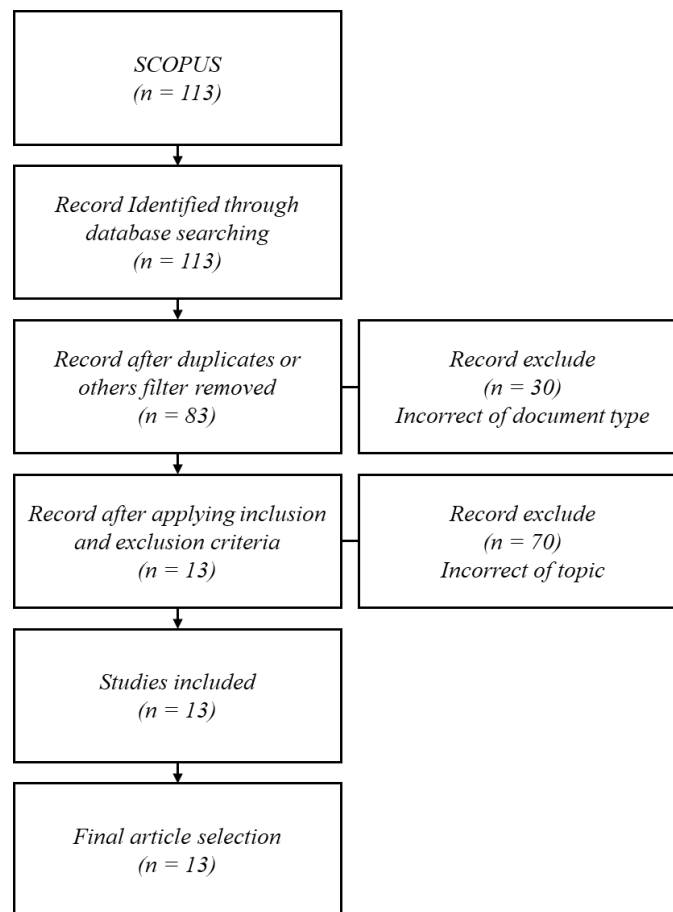 SCOPUS
(n = 113)
Record Identified through
database searching
(n = 113)
Record after duplicates or
others filter removed
(n = 83)
Record exclude
(n = 30)
Incorrect of document type
Record after applying inclusion
and exclusion criteria
(n = 13)
Record exclude
(n = 70)
Incorrect of topic
Studies included
(n = 13)
Final article selection
(n = 13)